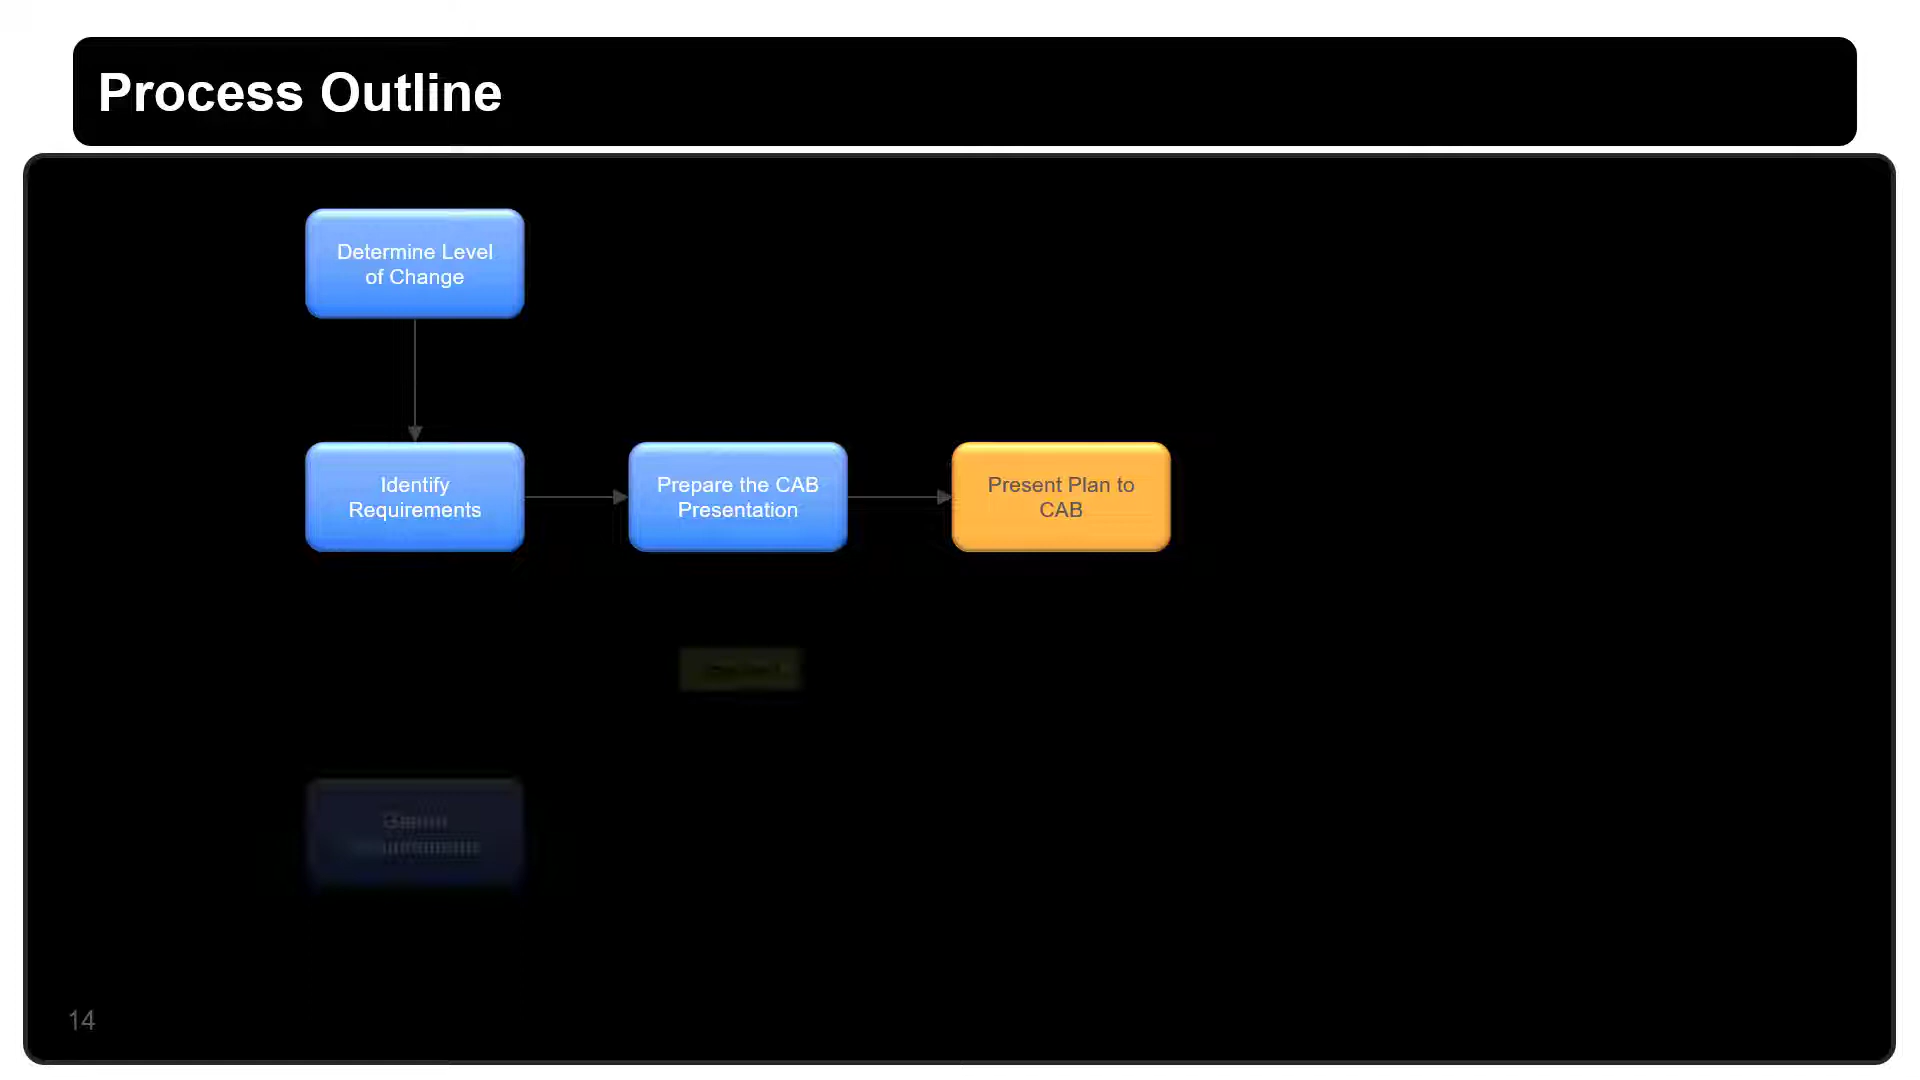 Process Outline
Determine Level
of Change
Identify
Requirements
Prepare the CAB
Presentation
Present Plan to
CAB
14